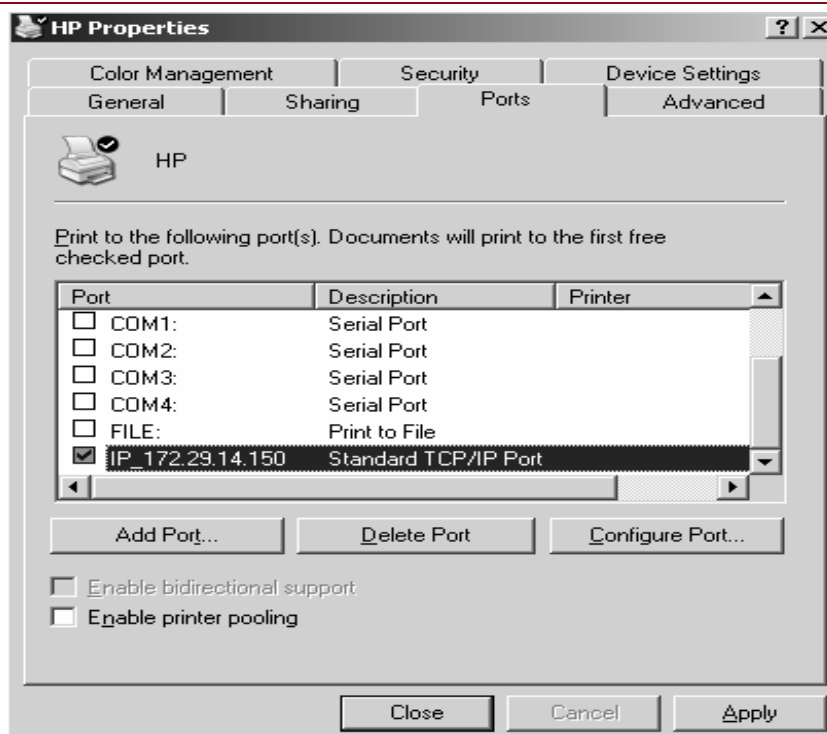 HP Properties
?
Color Management Security Device Settings
General Sharing Ports Advanced
HP
Print to the following port(s). Documents will print to the first free
checked port.
Port Description Printer
COM1: Serial Port
COM2: Serial Port
COM3: Serial Port
COM4: Serial Port
FILE: Print to File
IP_172.29.14.150 Standard TCP/IP Port
Add Port... Delete Port Configure Port...
Enable bidirectional support
Enable printer pooling
Close Cancel Apply